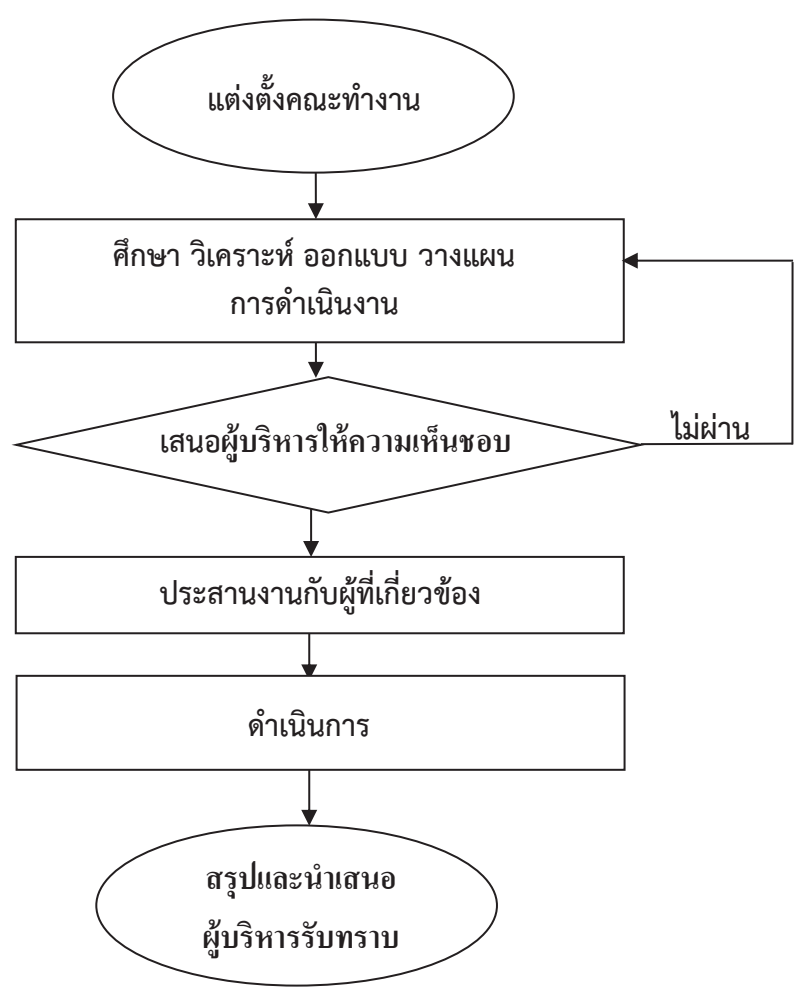 แต่งตั้งคณะทำงาน
ศึกษา วิเคราะห์ ออกแบบ วางแผน
การดำเนินงาน
เสนอผู้บริหารให้ความเห็นชอบ
ไม่ผ่าน
ประสานงานกับผู้ที่เกี่ยวข้อง
ดำเนินการ
สรุปและนำเสนอ
ผู้บริหารรับทราบ